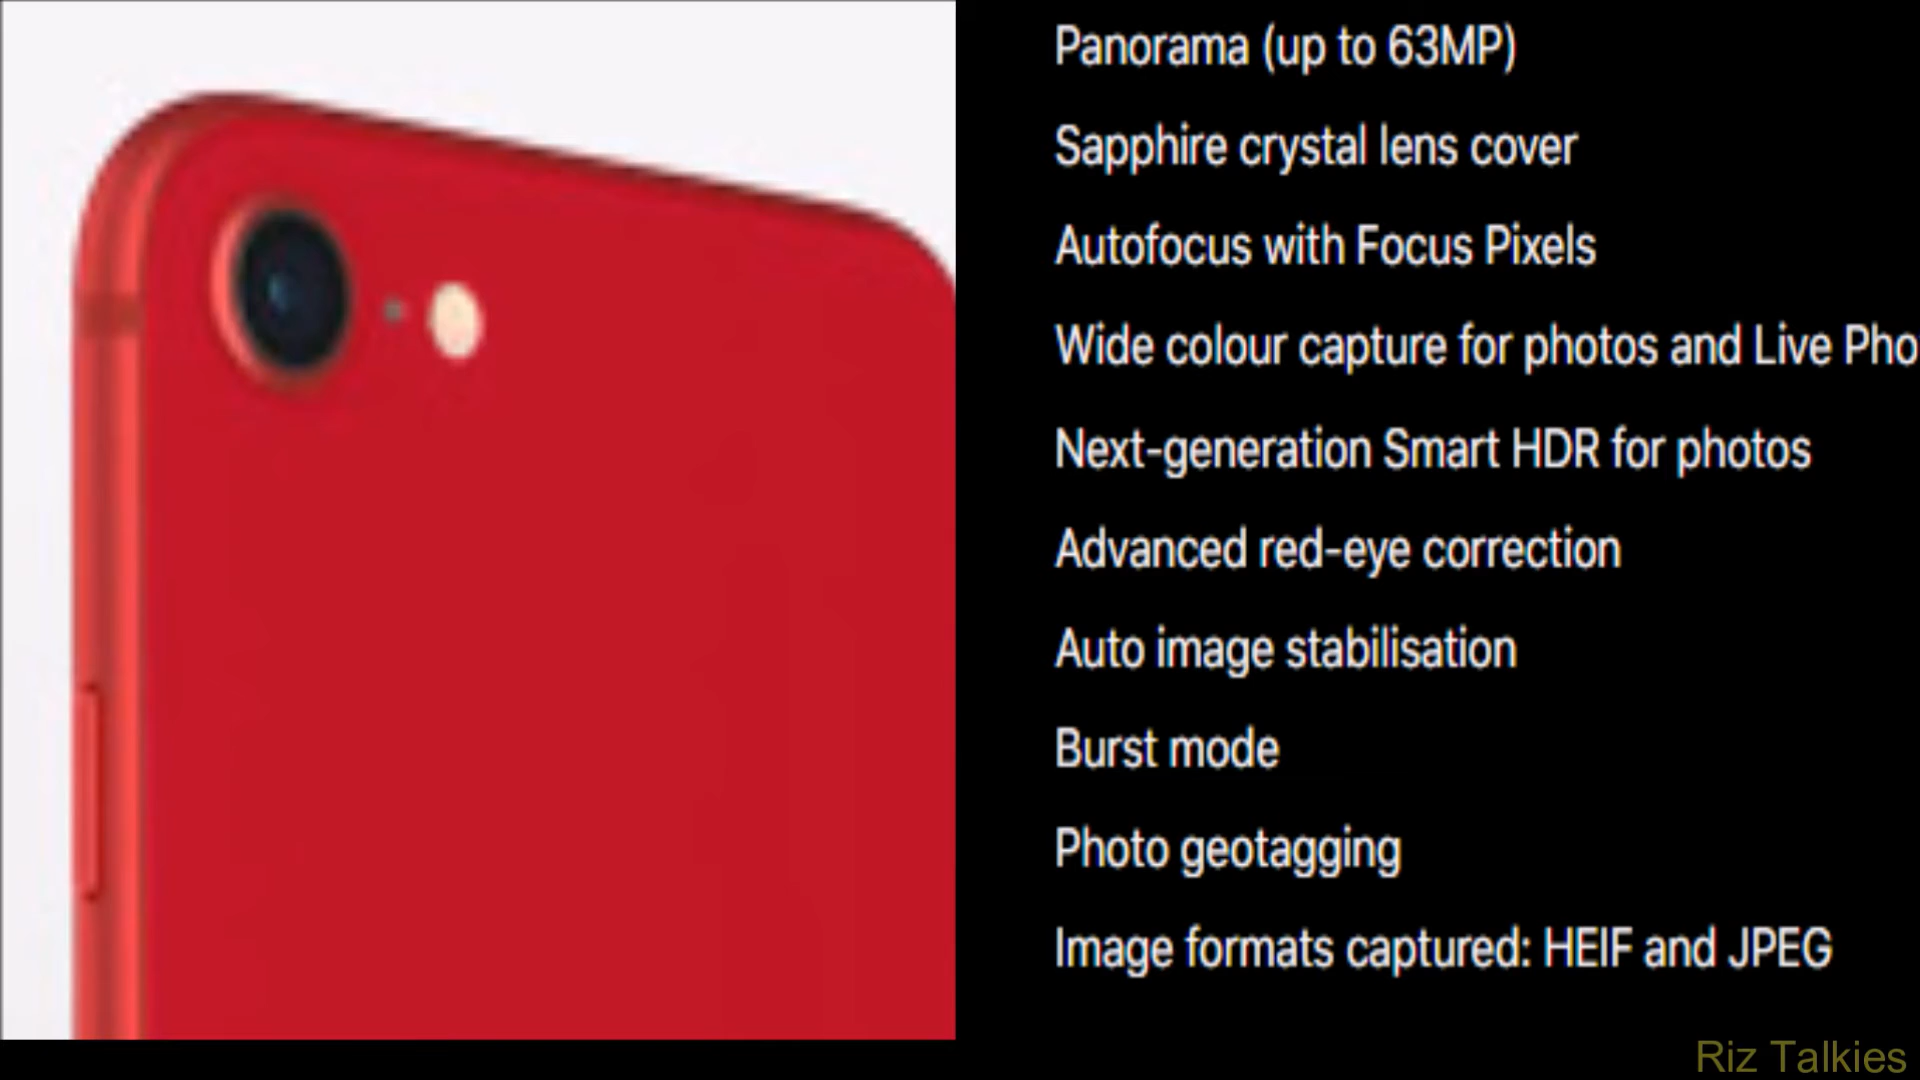 Panorama (up to 63MP)
Sapphire crystal lens cover
Autofocus with Focus Pixels
Wide colour capture for photos and Live Pho
Next-generation Smart HDR for photos
Advanced red-eye correction
Auto image stabilisation
Burst mode
Photo geotagging
Image formats captured: HEIF and JPEG
Riz Talkies